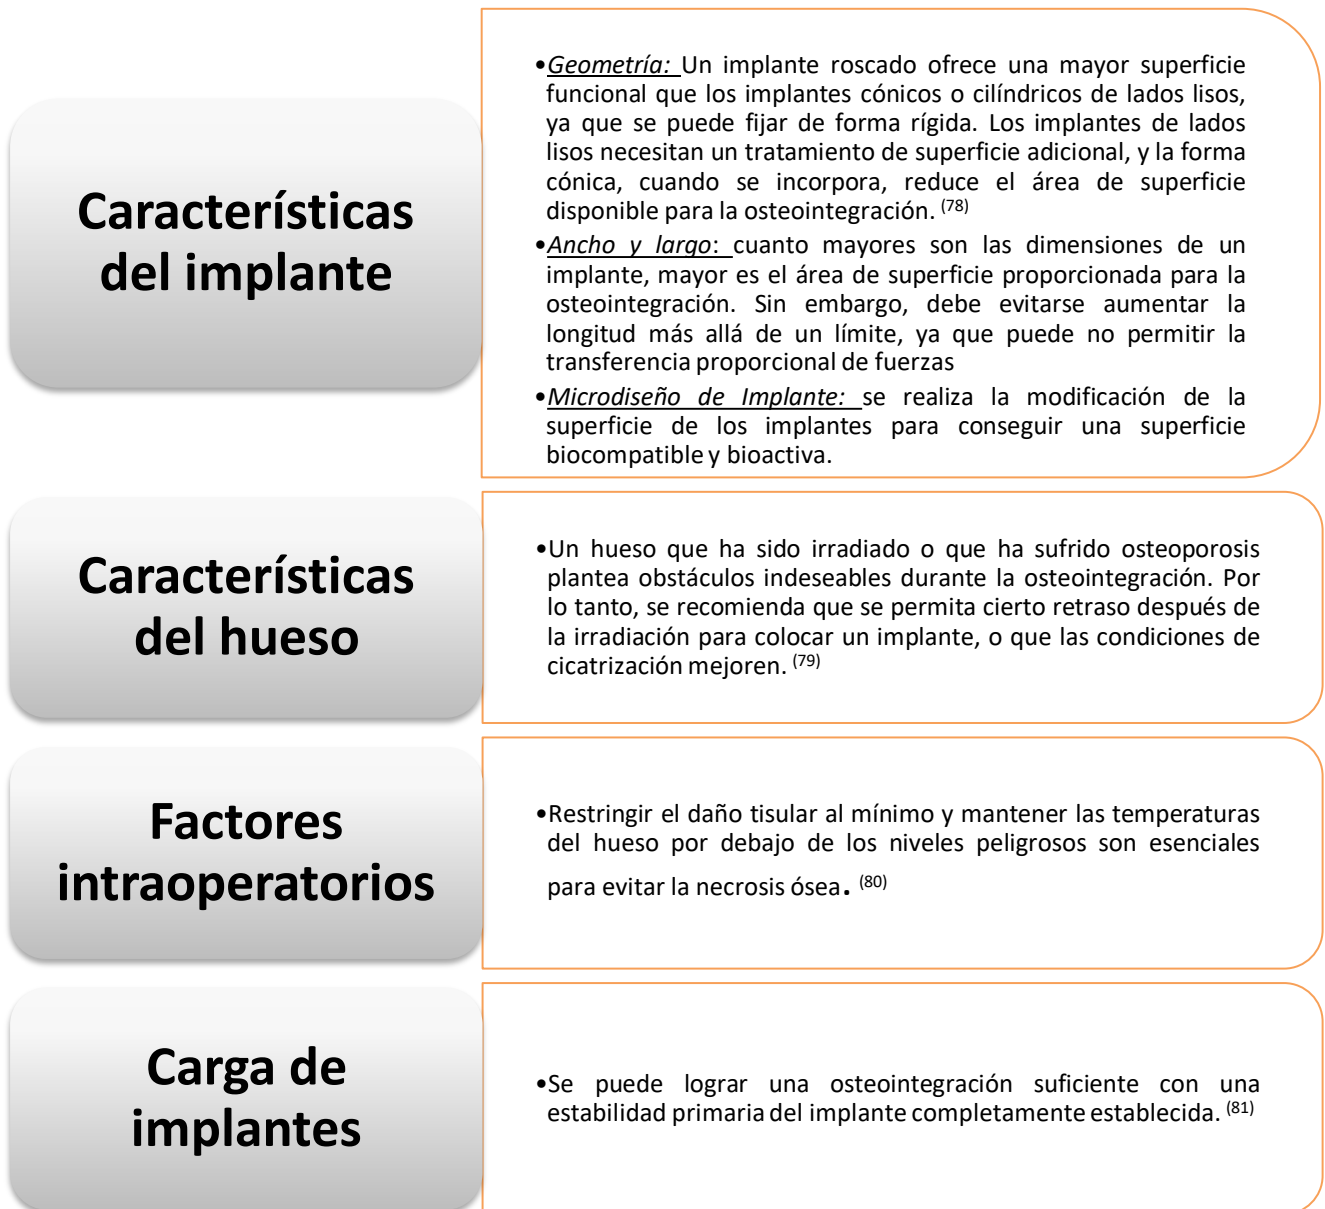 Características
del implante
•Geometría: Un implante roscado ofrece una mayor superficie
funcional que los implantes cónicos o cilíndricos de lados lisos,
ya que se puede fijar de forma rígida. Los implantes de lados
lisos necesitan un tratamiento de superficie adicional, y la forma
cónica, cuando se incorpora, reduce el área de superficie
disponible para la osteointegración. (78)
•Ancho y largo: cuanto mayores son las dimensiones de un
implante, mayor es el área de superficie proporcionada para la
osteointegración. Sin embargo, debe evitarse aumentar la
longitud más allá de un límite, ya que puede no permitir la
transferencia proporcional de fuerzas
•Microdiseño de Implante: se realiza la modificación de la
superficie de los implantes para conseguir una superficie
biocompatible y bioactiva.
Características
del hueso
•Un hueso que ha sido irradiado o que ha sufrido osteoporosis
plantea obstáculos indeseables durante la osteointegración. Por
lo tanto, se recomienda que se permita cierto retraso después de
la irradiación para colocar un implante, o que las condiciones de
cicatrización mejoren. (79)
Factores
intraoperatorios
•Restringir el daño tisular al mínimo y mantener las temperaturas
del hueso por debajo de los niveles peligrosos son esenciales
para evitar la necrosis ósea. (80)
Carga de
implantes
•Se puede lograr una osteointegración suficiente con una
estabilidad primaria del implante completamente establecida. (81)